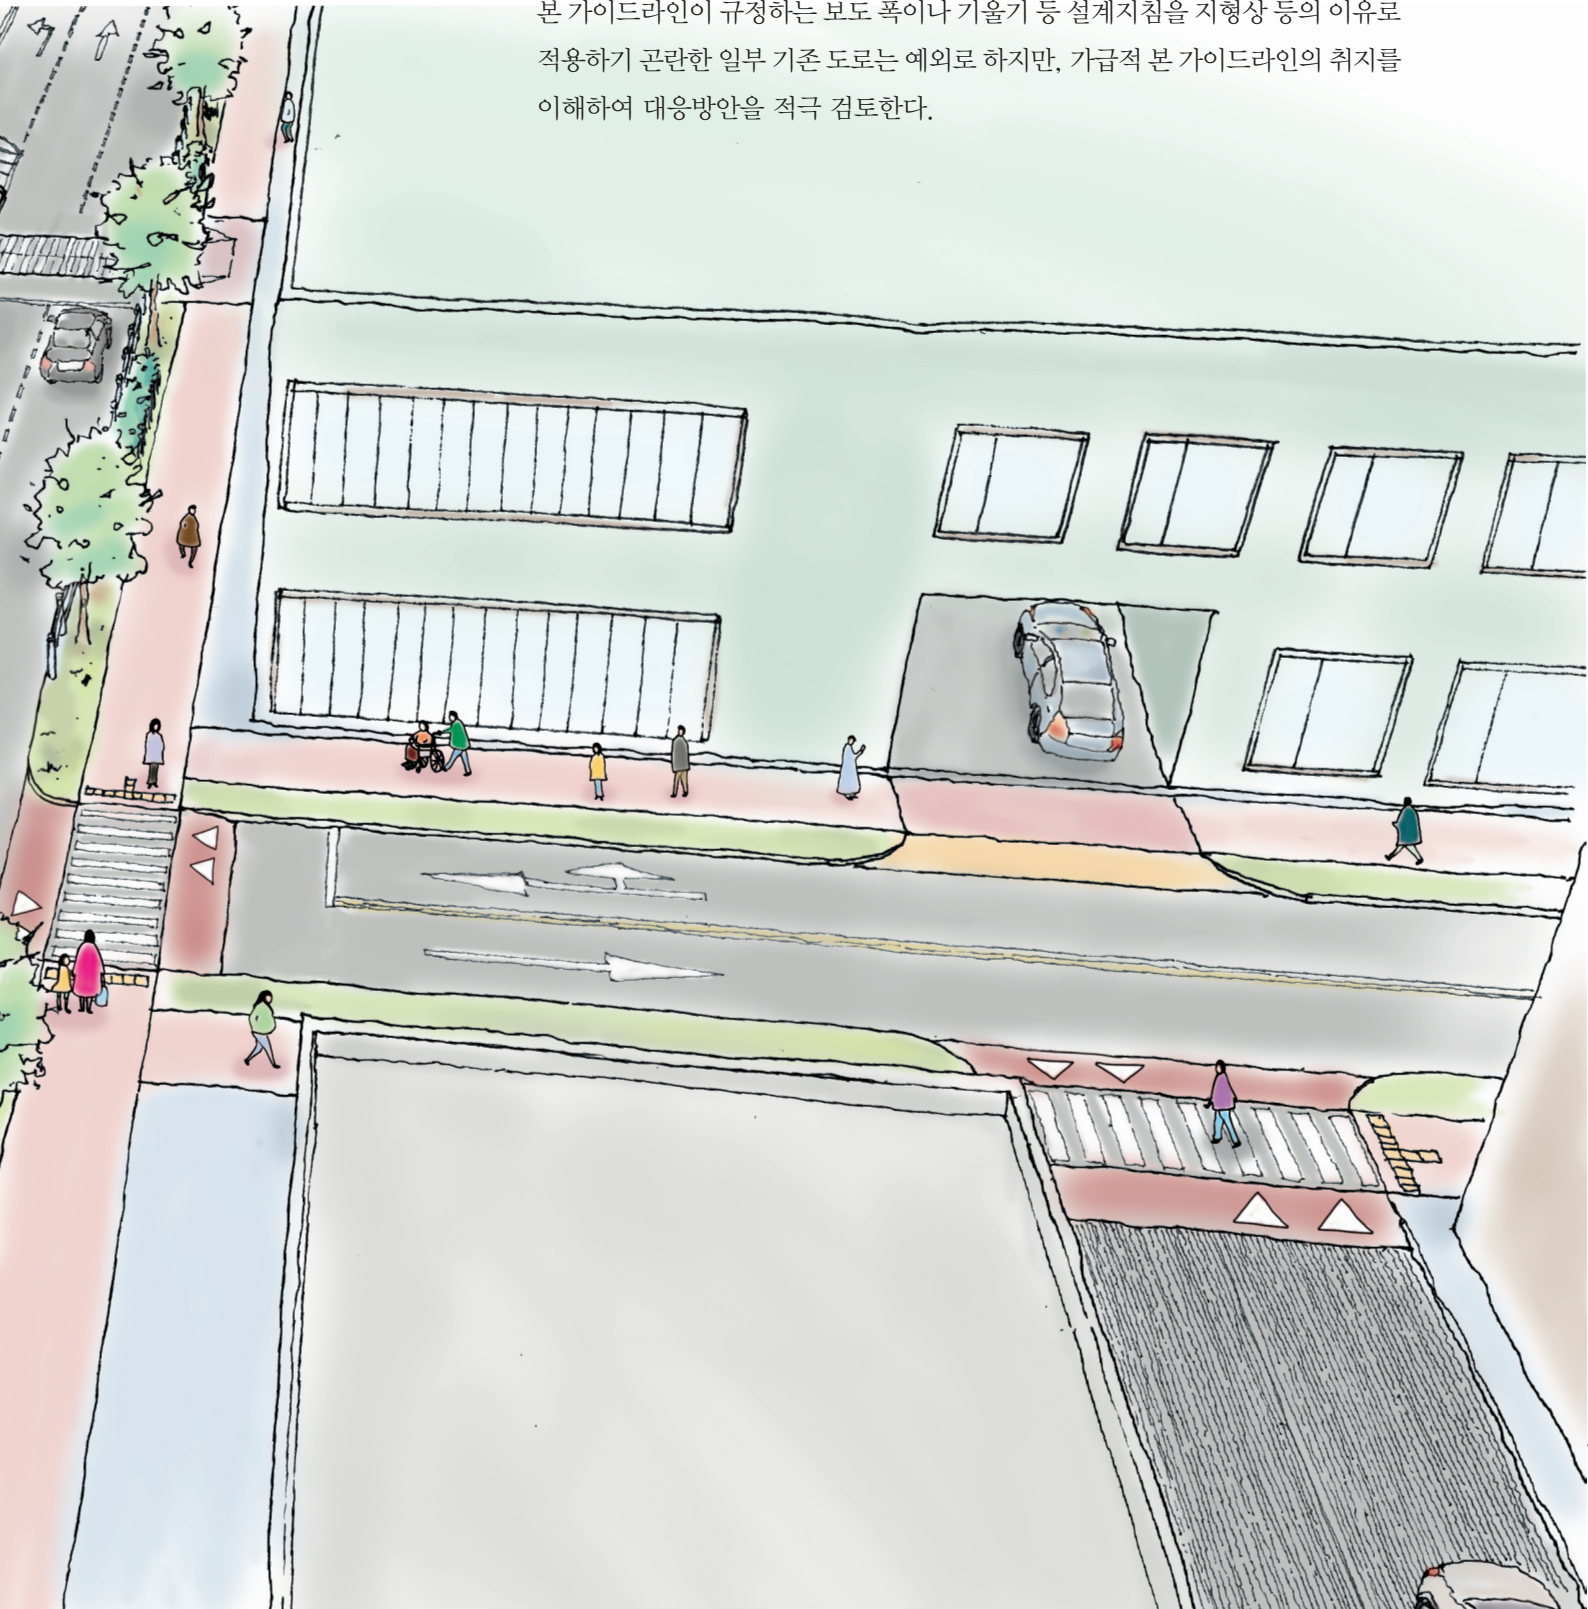 본 가이드라인이 규정하는 보도 폭이나 기울기 등 설계지침을 지형상 등의 이유로
적용하기 곤란한 일부 기존 도로는 예외로 하지만, 가급적 본 가이드라인의 취지를
이해하여 대응방안을 적극 검토한다.